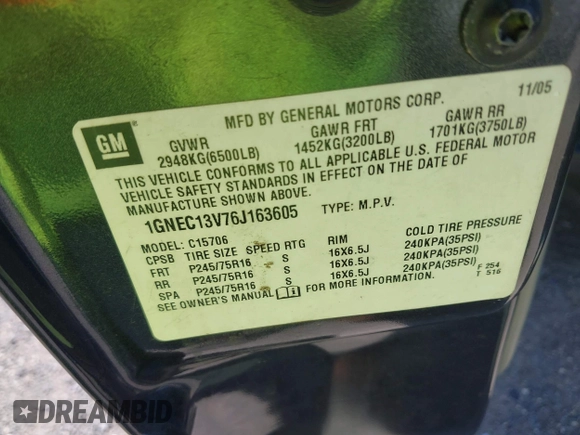 MFD BY GENERAL MOTORS CORP. 11/05
GM
GVWR GAWR FRT GAWR RR
2948KG(6500LB) 1452KG(3200LB) 1701KG(3750LB)
THIS VEHICLE CONFORMS TO ALL APPLICABLE U.S. FEDERAL MOTOR
VEHICLE SAFETY STANDARDS IN EFFECT ON THE DATE OF
MANUFACTURE SHOWN ABOVE.
1GNEC13V76J163605 TYPE: M.P.V.
MODEL: C15706
CPSB TIRE SIZE SPEED RTG RIM COLD TIRE PRESSURE
FRT P245/75R16 S 16X6.5J 240KPA(35PSI)
RR P245/75R16 S 16X6.5J 240KPA(35PSI)
SPA P245/75R16 S 16X6.5J 240KPA(35PSI)
SEE OWNER'S MANUAL FOR MORE INFORMATION.
F 254
T 516
DREAMBID